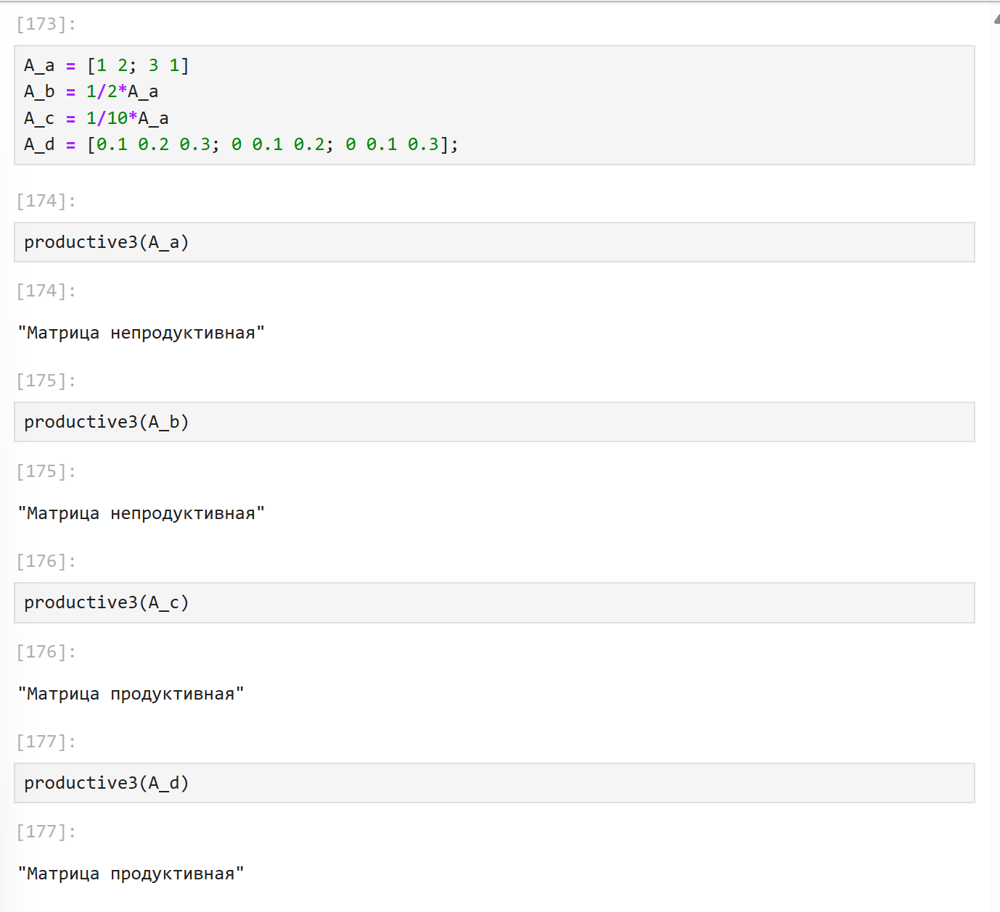 [173]:
A_a = [1 2; 3 1]
A_b = 1/2*A_a
A_c = 1/10*A_a
A_d = [0.1 0.2 0.3; 0 0.1 0.2; 0 0.1 0.3];
[174]:
productive3(A_a)
[174]:
"Матрица непродуктивная"
[175]:
productive3(A_b)
[175]:
"Матрица непродуктивная"
[176]:
productive3(A_c)
[176]:
"Матрица продуктивная"
[177]:
productive3(A_d)
[177]:
"Матрица продуктивная"